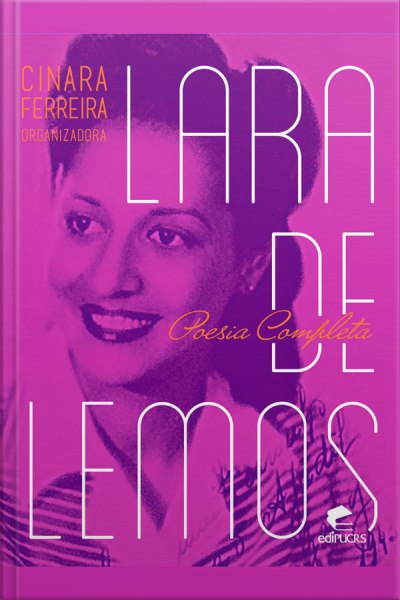 CINARA
FERREIRA
ORGANIZADORA
LARA
DE
Poesia Completa
LEMOS
ediPUCRS